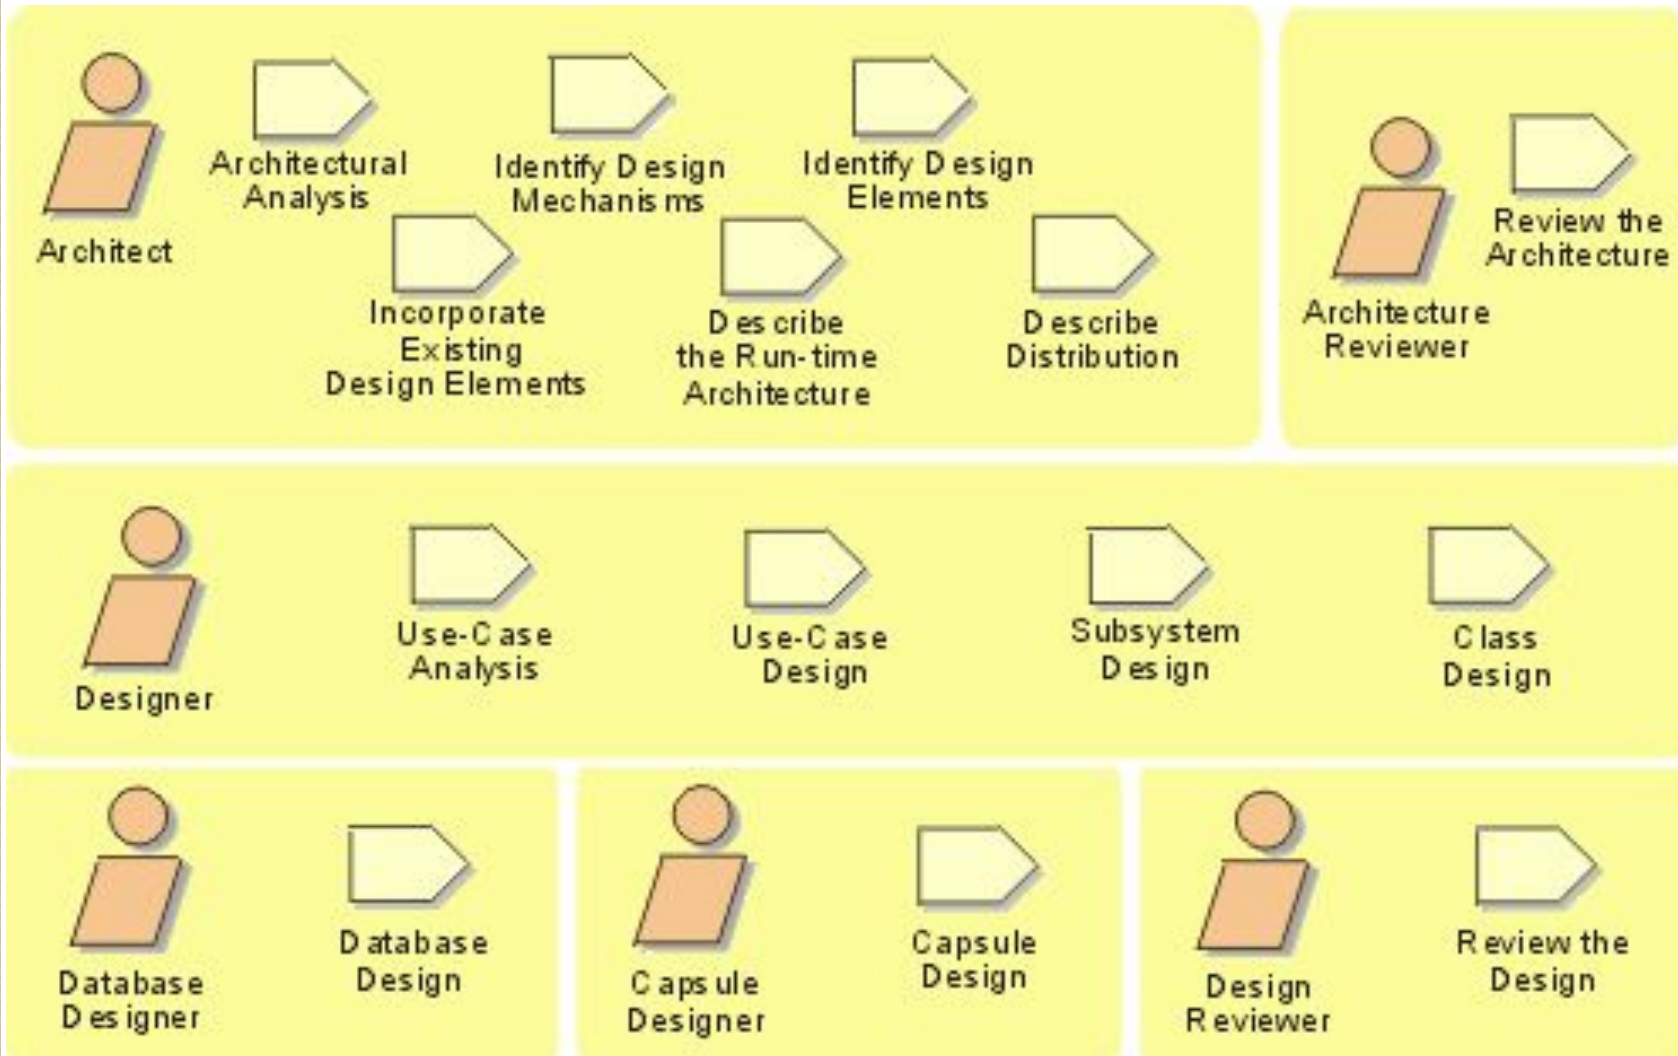 Architect
Architectural
Analysis
Identify Design
Mechanisms
Identify Design
Elements
Incorporate
Existing
Design Elements
Describe
the Run-time
Architecture
Describe
Distribution
Architecture
Reviewer
Review the
Architecture
Designer
Use-Case
Analysis
Use-Case
Design
Subsystem
Design
Class
Design
Database
Designer
Database
Design
Capsule
Designer
Capsule
Design
Design
Reviewer
Review the
Design